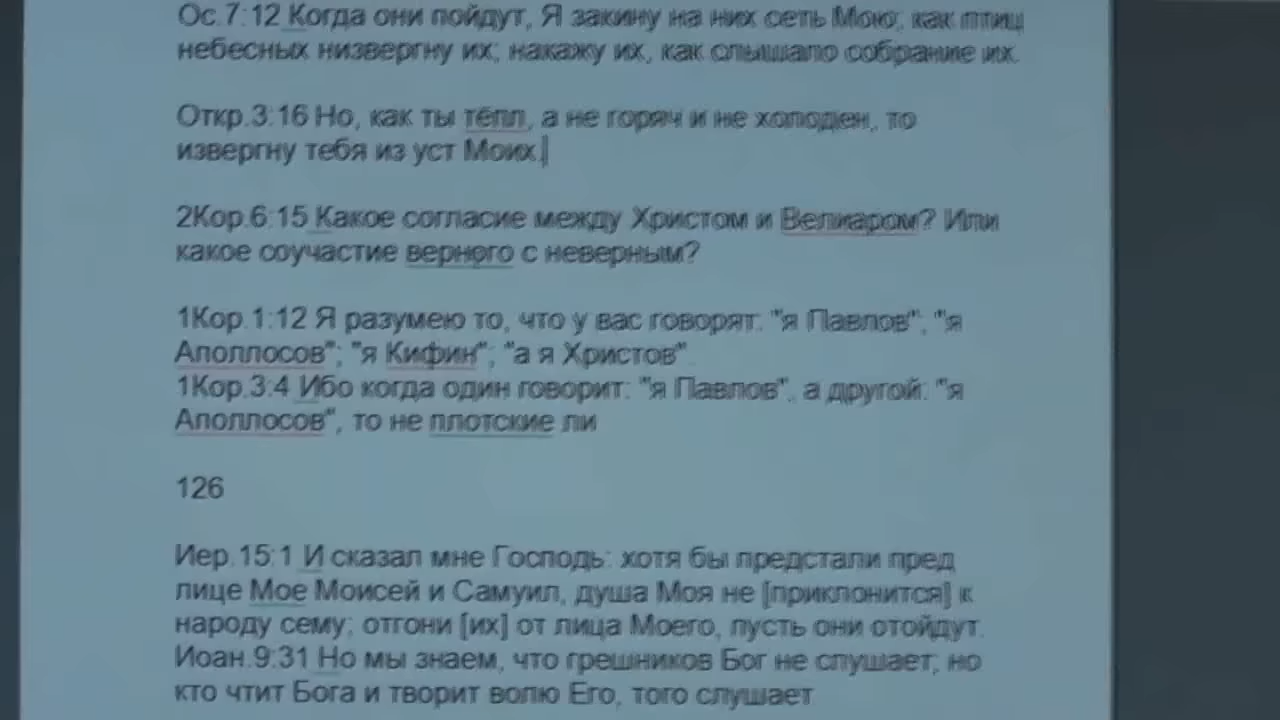 Ос.7:12 Когда они пойдут, Я закину на них сеть Мою; как птиц
небесных низвергну их; накажу их, как слышало собрание их.
Откр.3:16 Но, как ты тёпл, а не горяч и не холоден, то
извергну тебя из уст Моих.
2Кор.6:15 Какое согласие между Христом и Велиаром? Или
какое соучастие верного с неверным?
1Кор.1:12 Я разумею то, что у вас говорят: "я Павлов"; "я
Аполлосов"; "я Кифин"; "а я Христов".
1Кор.3:4 Ибо когда один говорит: "я Павлов", а другой: "я
Аполлосов", то не плотские ли
126
Иер.15:1 И сказал мне Господь: хотя бы предстали пред
лице Мое Моисей и Самуил, душа Моя не [приклонится] к
народу сему; отгони [их] от лица Моего, пусть они отойдут.
Иоан.9:31 Но мы знаем, что грешников Бог не слушает; но
кто чтит Бога и творит волю Его, того слушает